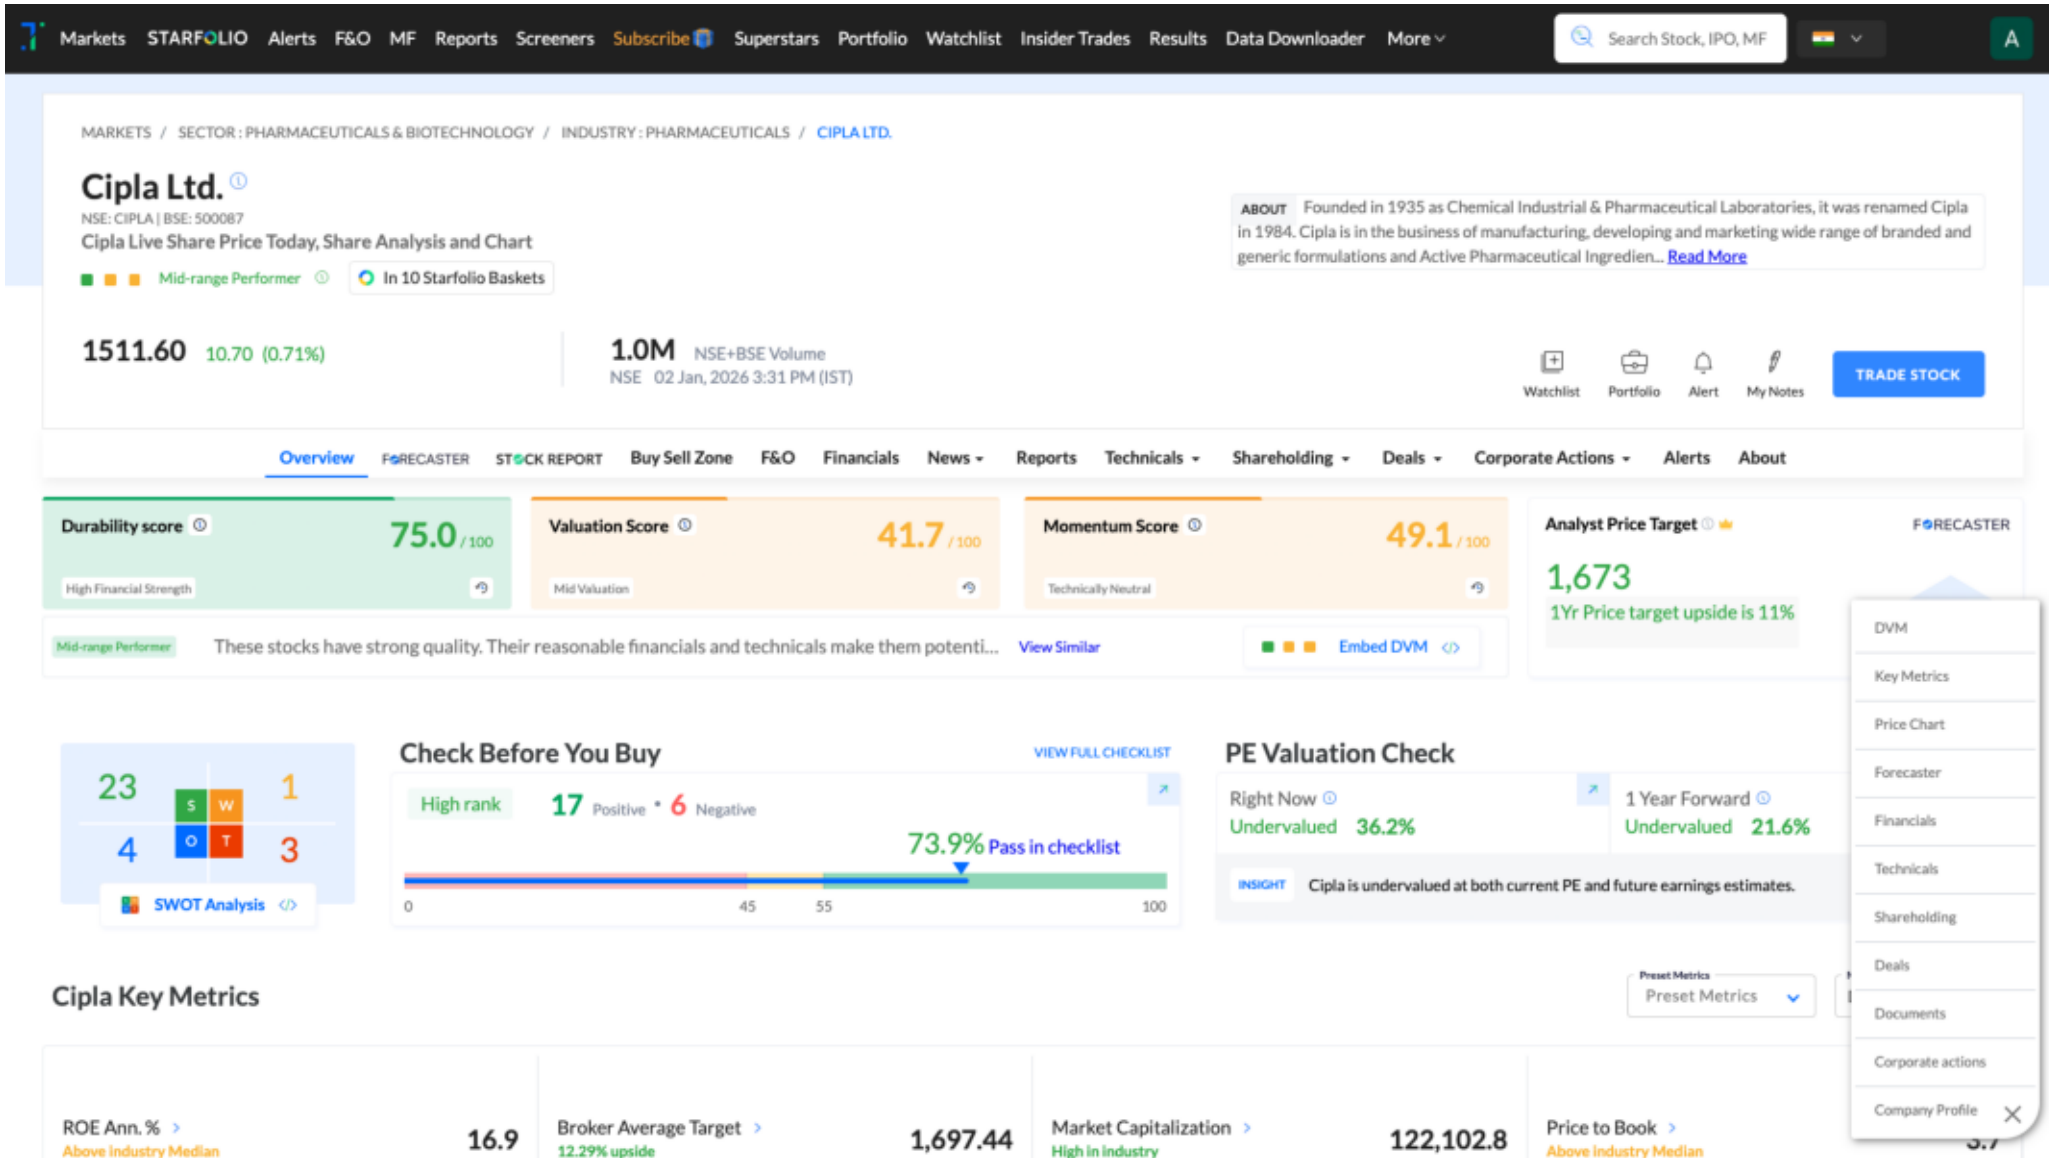 Markets STARFOLIO Alerts F&O MF Reports Screeners Subscribe Superstars Portfolio Watchlist Insider Trades Results Data Downloader More Search Stock, IPO, MF A
MARKETS / SECTOR : PHARMACEUTICALS & BIOTECHNOLOGY / INDUSTRY : PHARMACEUTICALS / CIPLA LTD.
Cipla Ltd.
NSE: CIPLA | BSE: 500087
Cipla Live Share Price Today, Share Analysis and Chart
Mid-range Performer In 10 Starfolio Baskets
ABOUT Founded in 1935 as Chemical Industrial & Pharmaceutical Laboratories, it was renamed Cipla
in 1984. Cipla is in the business of manufacturing, developing and marketing wide range of branded and
generic formulations and Active Pharmaceutical Ingredien... Read More
1511.60 10.70 (0.71%)
1.0M NSE+BSE Volume
NSE 02 Jan, 2026 3:31 PM (IST)
Watchlist Portfolio Alert My Notes TRADE STOCK
Overview FORECASTER STOCK REPORT Buy Sell Zone F&O Financials News Reports Technicals Shareholding Deals Corporate Actions Alerts About
Durability score 75.0 / 100
High Financial Strength
Valuation Score 41.7 / 100
Mid Valuation
Momentum Score 49.1 / 100
Technically Neutral
Analyst Price Target FORECASTER
1,673
1Yr Price target upside is 11%
Mid-range Performer These stocks have strong quality. Their reasonable financials and technicals make them potenti... View Similar Embed DVM </>
23 S W 1
4 O T 3
SWOT Analysis </>
Check Before You Buy VIEW FULL CHECKLIST
High rank 17 Positive • 6 Negative
73.9% Pass in checklist
0 45 55 100
PE Valuation Check
Right Now
Undervalued 36.2%
1 Year Forward
Undervalued 21.6%
INSIGHT Cipla is undervalued at both current PE and future earnings estimates.
Cipla Key Metrics
Preset Metrics
Preset Metrics
ROE Ann. % 16.9
Above industry Median
Broker Average Target 1,697.44
12.29% upside
Market Capitalization 122,102.8
High in industry
Price to Book
Above industry Median
DVM
Key Metrics
Price Chart
Forecaster
Financials
Technicals
Shareholding
Deals
Documents
Corporate actions
Company Profile